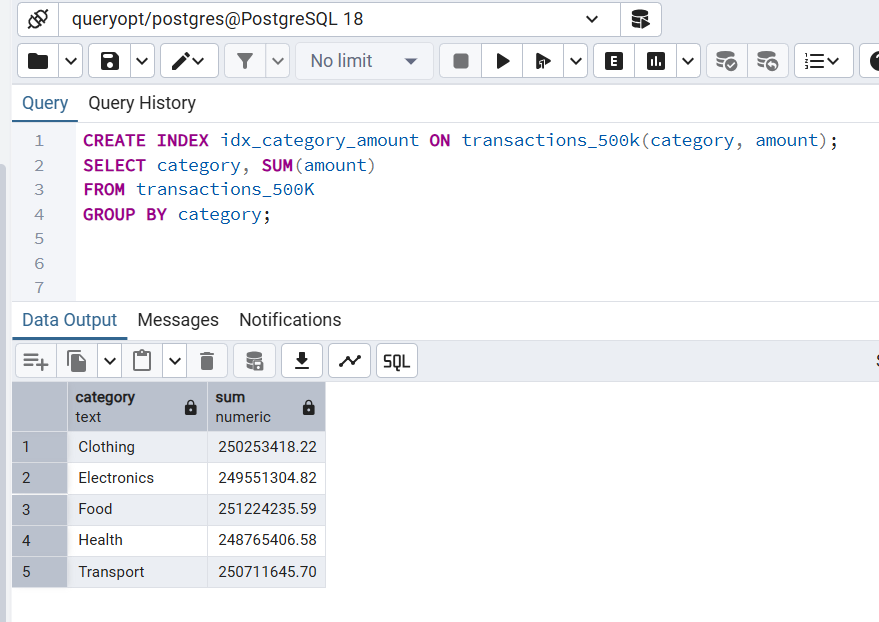 queryopt/postgres@PostgreSQL 18
No limit
E
Query Query History
1 CREATE INDEX idx_category_amount ON transactions_500k(category, amount);
2 SELECT category, SUM(amount)
3 FROM transactions_500K
4 GROUP BY category;
5
6
7
Data Output Messages Notifications
SQL
category sum
text numeric
1 Clothing 250253418.22
2 Electronics 249551304.82
3 Food 251224235.59
4 Health 248765406.58
5 Transport 250711645.70